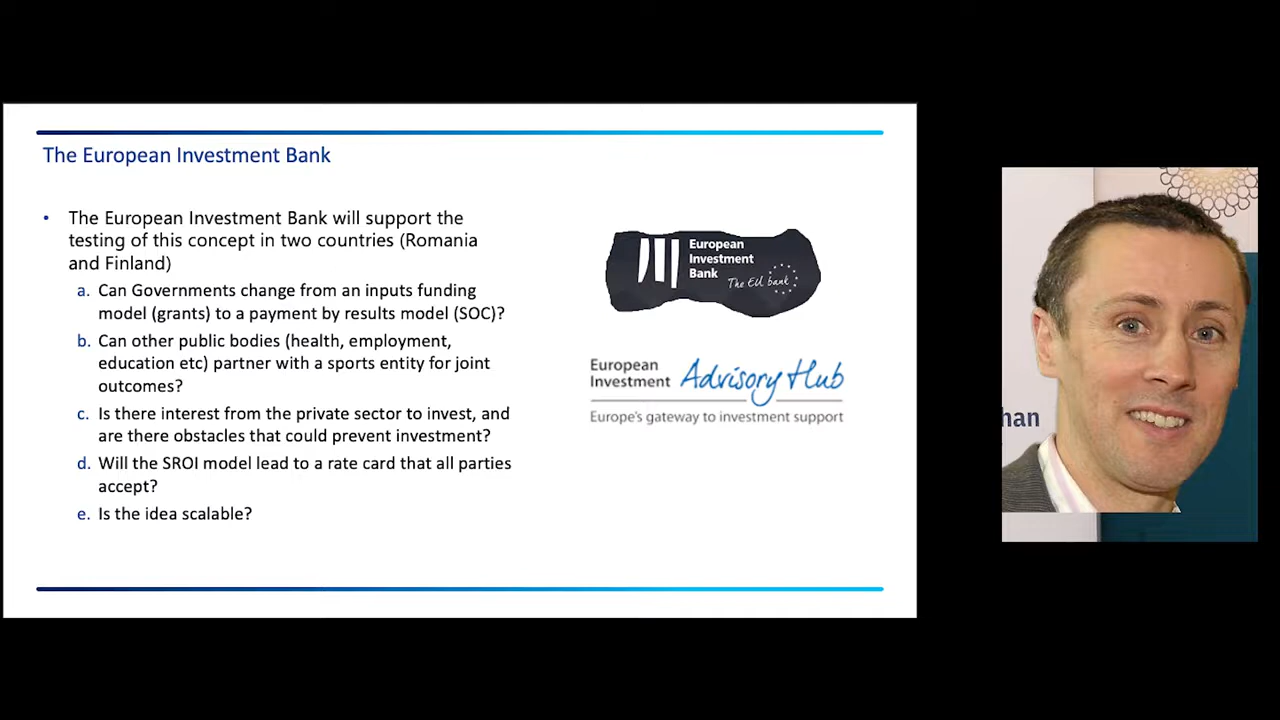 The European Investment Bank
• The European Investment Bank will support the
testing of this concept in two countries (Romania
and Finland)
a. Can Governments change from an inputs funding
model (grants) to a payment by results model (SOC)?
b. Can other public bodies (health, employment,
education etc) partner with a sports entity for joint
outcomes?
c. Is there interest from the private sector to invest, and
are there obstacles that could prevent investment?
d. Will the SROI model lead to a rate card that all parties
accept?
e. Is the idea scalable?
European
Investment
Bank
The EU bank
European
Investment Advisory Hub
Europe's gateway to investment support
han